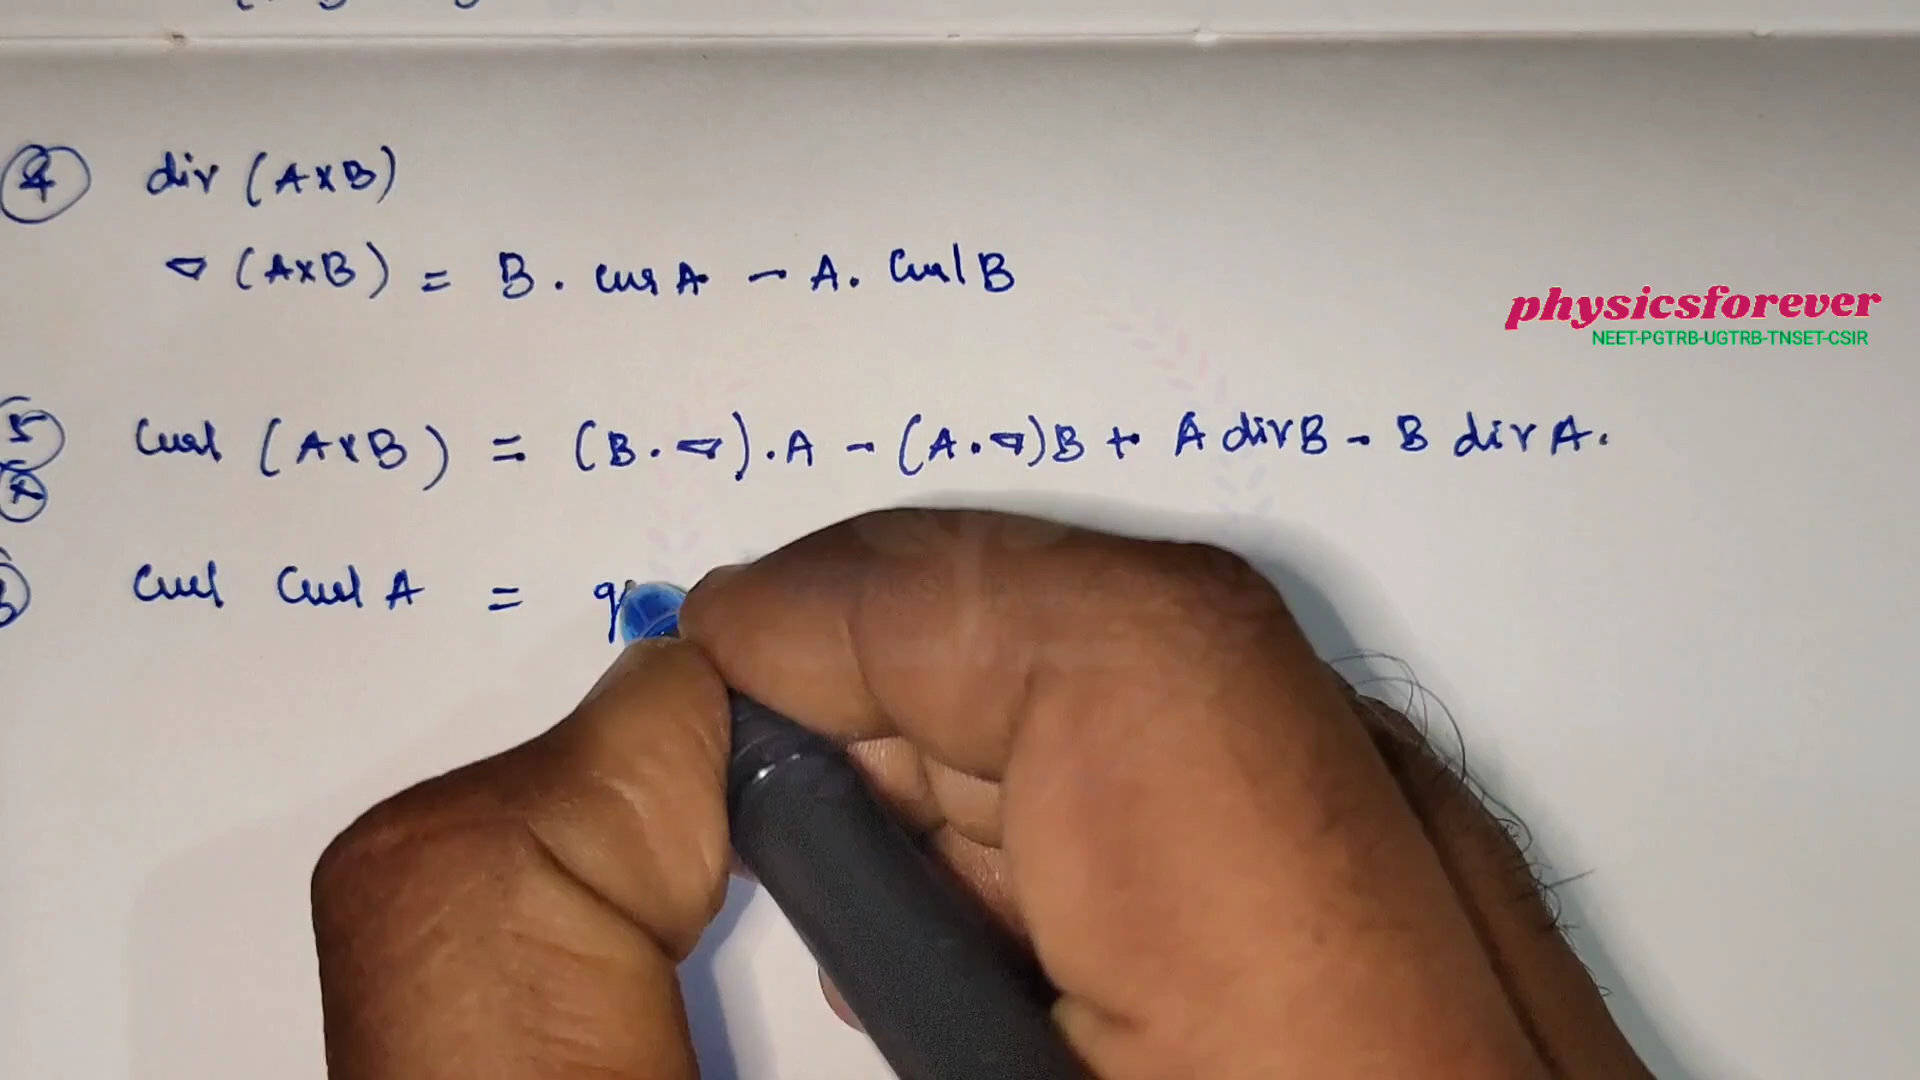 ④ div (A×B)
▽ (A×B) = B . curl A - A. Curl B
physicsforever
NEET-PGTRB-UGTRB-TNSET-CSIR
⑤ Curl (A×B) = (B.▽).A - (A.▽)B + A div B - B div A.
Curl Curl A = g